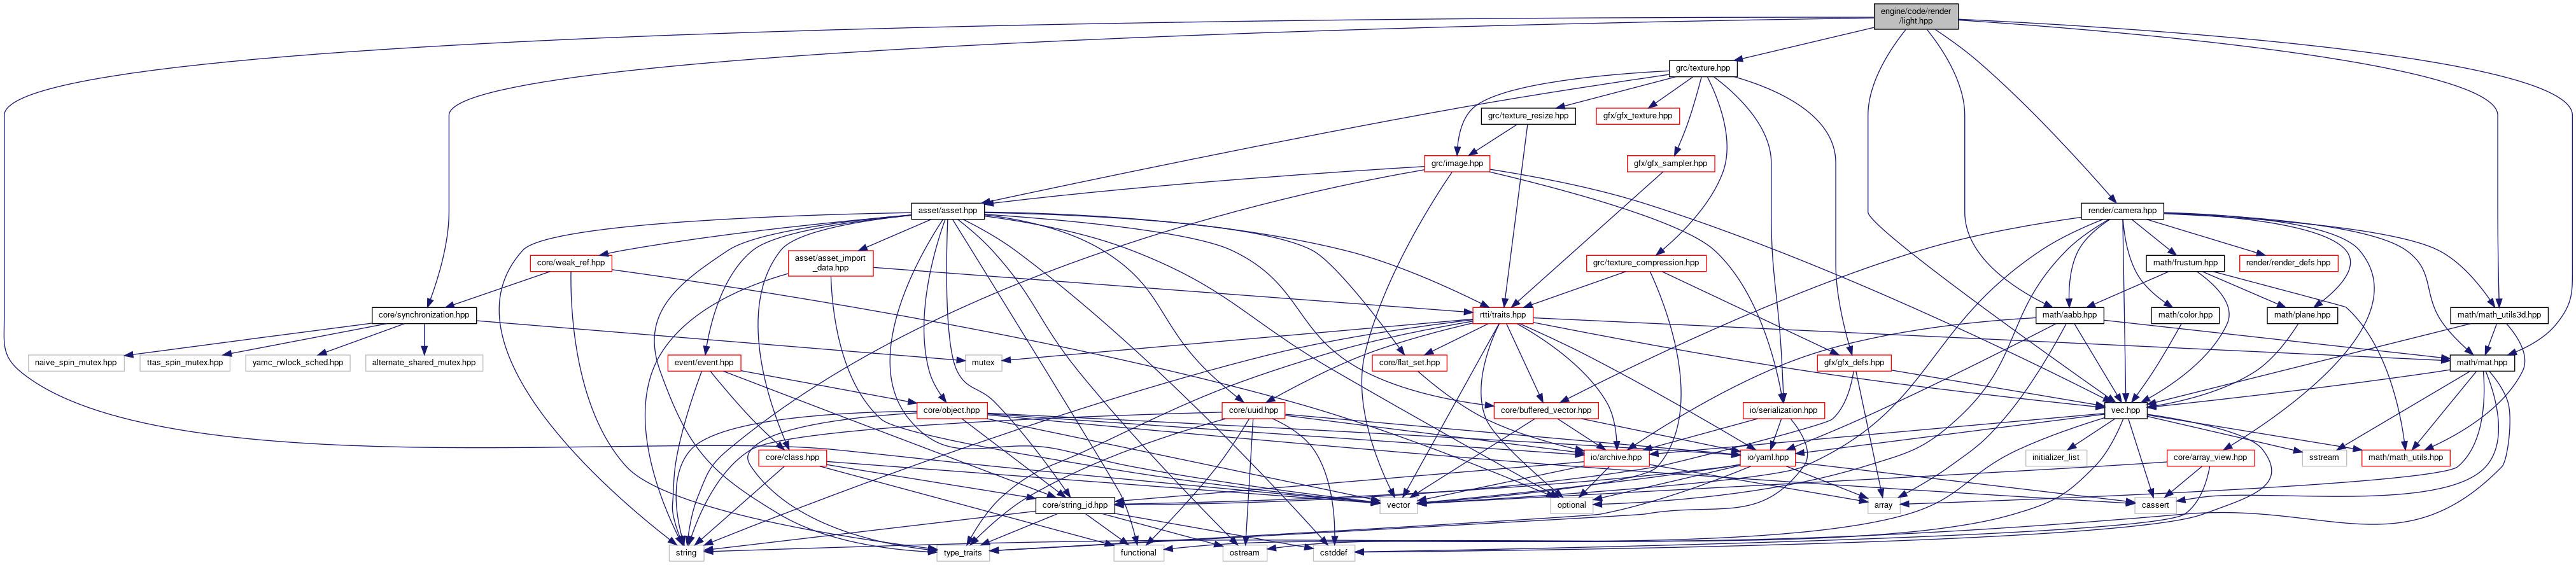 engine/code/render
/light.hpp
grc/texture.hpp
grc/texture_resize.hpp
gfx/gfx_texture.hpp
grc/image.hpp
gfx/gfx_sampler.hpp
asset/asset.hpp
render/camera.hpp
core/weak_ref.hpp
asset/asset_import
_data.hpp
grc/texture_compression.hpp
math/frustum.hpp
render/render_defs.hpp
core/synchronization.hpp
rtti/traits.hpp
math/aabb.hpp
math/color.hpp
math/plane.hpp
math/math_utils3d.hpp
naive_spin_mutex.hpp
ttas_spin_mutex.hpp
yamc_rwlock_sched.hpp
alternate_shared_mutex.hpp
event/event.hpp
mutex
core/flat_set.hpp
gfx/gfx_defs.hpp
math/mat.hpp
core/object.hpp
core/uuid.hpp
core/buffered_vector.hpp
io/serialization.hpp
vec.hpp
core/class.hpp
io/archive.hpp
io/yaml.hpp
initializer_list
core/array_view.hpp
sstream
math/math_utils.hpp
core/string_id.hpp
vector
optional
array
cassert
string
type_traits
functional
ostream
cstddef